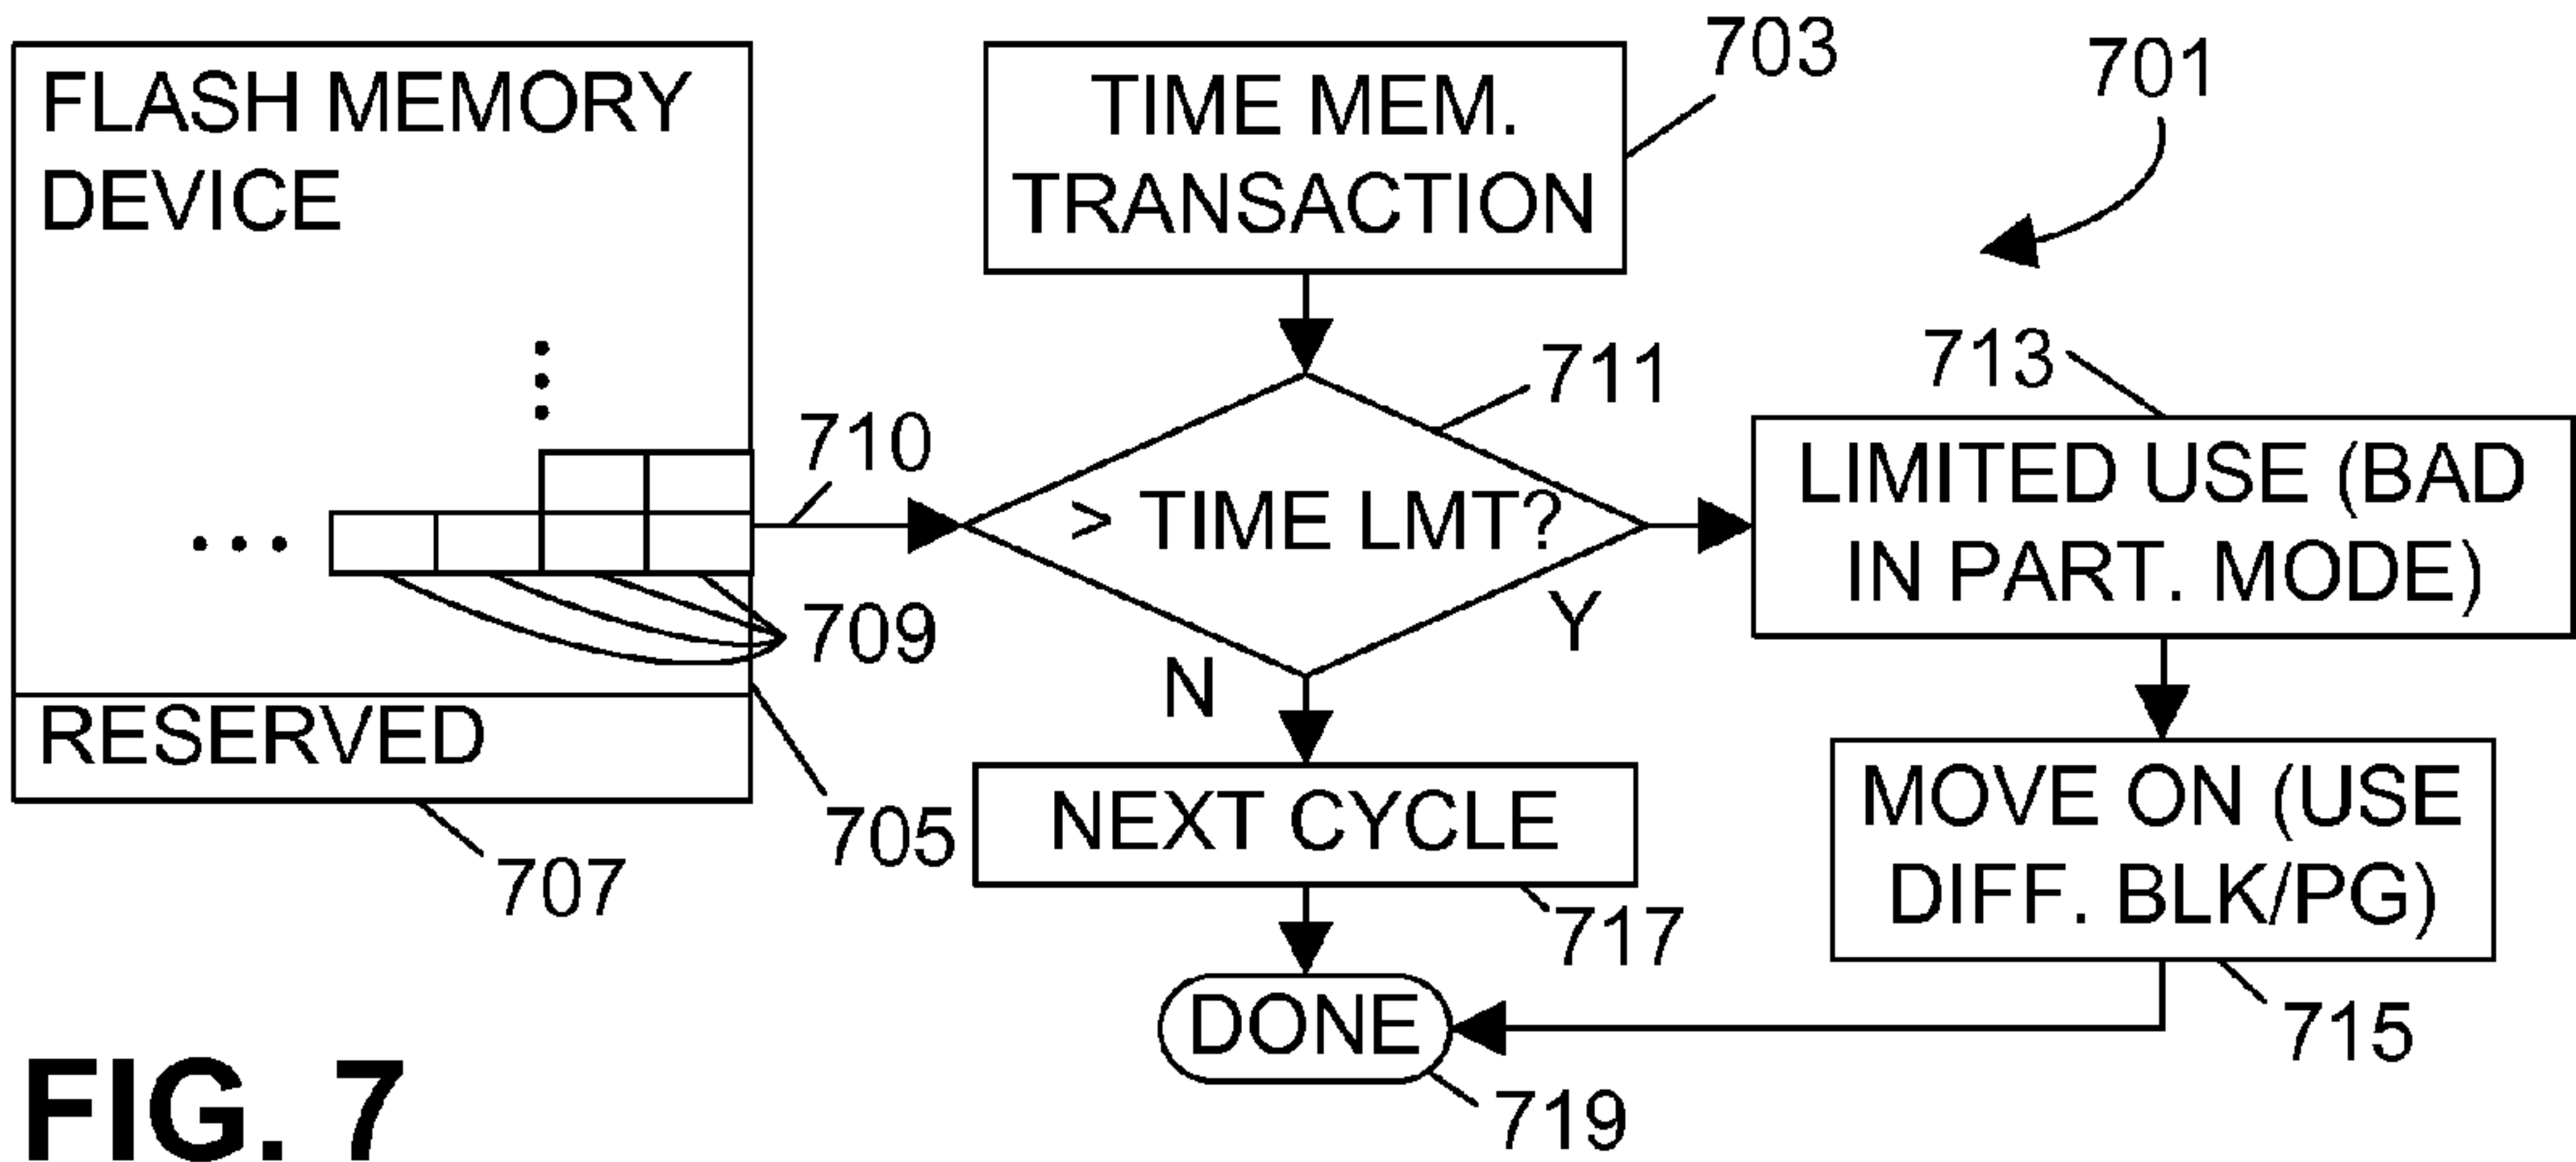 FLASH MEMORY
DEVICE
RESERVED
707
705
709
710
TIME MEM.
TRANSACTION
703
701
> TIME LMT?
711
Y
N
713
LIMITED USE (BAD
IN PART. MODE)
MOVE ON (USE
DIFF. BLK/PG)
715
NEXT CYCLE
717
DONE
719
FIG. 7